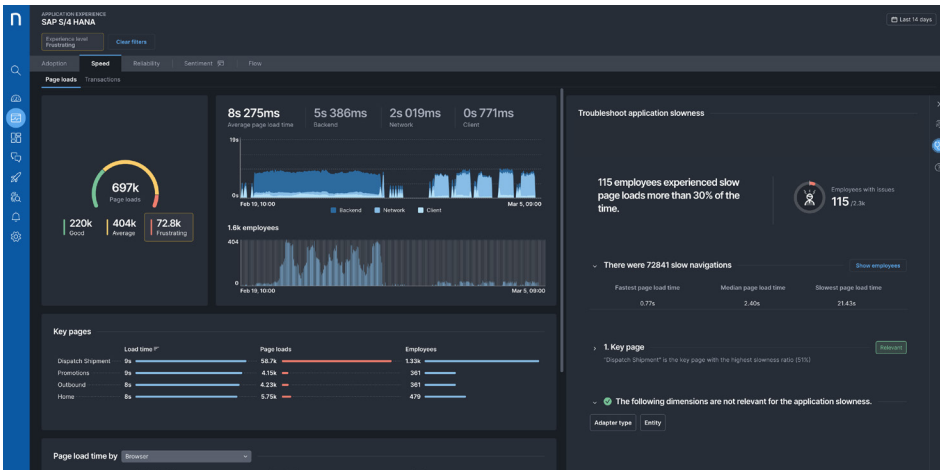 n
APPLICATION EXPERIENCE
SAP S/4 HANA
Last 14 days
Experience level
Frustrating
Clear filters
Adoption
Speed
Reliability
Sentiment
Flow
Page loads
Transactions
697k
Page loads
220k
Good
404k
Average
72.8k
Frustrating
8s 275ms
Average page load time
5s 386ms
Backend
2s 019ms
Network
0s 771ms
Client
19s
0s
Feb 19, 10:00
Mar 5, 09:00
Backend
Network
Client
1.6k employees
404
0
Feb 19, 10:00
Mar 5, 09:00
Key pages
Load time
Page loads
Employees
Dispatch Shipment 9s 58.7k 1.33k
Promotions 9s 4.15k 361
Outbound 8s 4.23k 361
Home 8s 5.75k 479
Page load time by Browser
Troubleshoot application slowness
115 employees experienced slow
page loads more than 30% of the
time.
Employees with issues
115 /2.3k
There were 72841 slow navigations
Show employees
Fastest page load time
Median page load time
Slowest page load time
0.77s
2.40s
21.43s
1. Key page
Relevant
"Dispatch Shipment" is the key page with the highest slowness ratio (51%)
The following dimensions are not relevant for the application slowness.
Adapter type
Entity